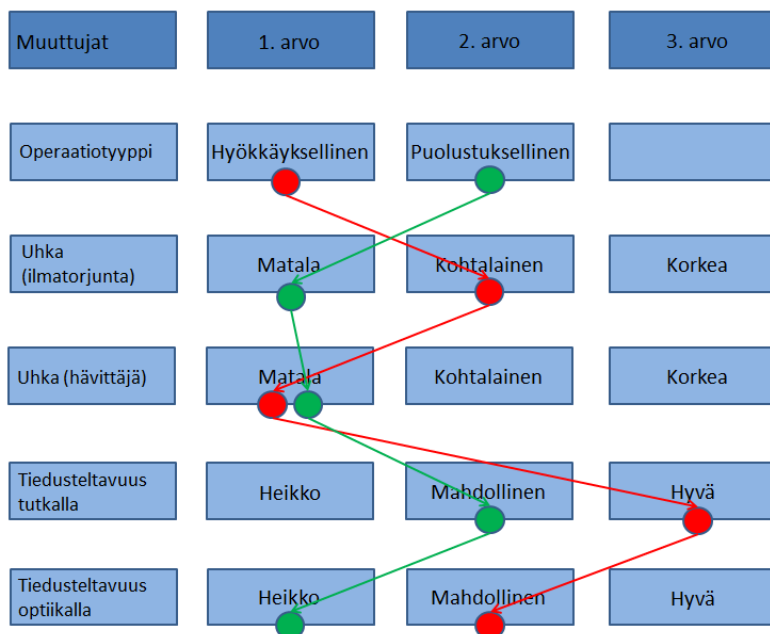 Muuttujat 1. arvo 2. arvo 3. arvo
Operaatiotyyppi Hyökkäyksellinen Puolustuksellinen
Uhka
(ilmatorjunta) Matala Kohtalainen Korkea
Uhka (hävittäjä) Matala Kohtalainen Korkea
Tiedusteltavuus
tutkalla Heikko Mahdollinen Hyvä
Tiedusteltavuus
optiikalla Heikko Mahdollinen Hyvä